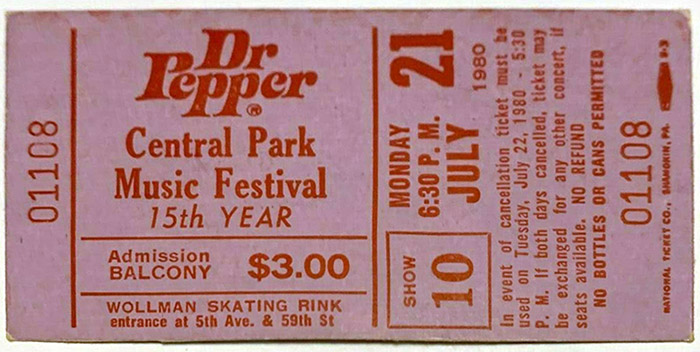 01108
Dr
Pepper®
Central Park
Music Festival
15th YEAR
Admission
BALCONY
$3.00
WOLLMAN SKATING RINK
entrance at 5th Ave. & 59th St
MONDAY
6:30 P. M.
JULY 21
1980
SHOW
10
In event of cancellation ticket must be
used on Tuesday, July 22, 1980 - 5:30
P. M. If both days cancelled, ticket may
be exchanged for any other concert, if
seats available. NO REFUND
NO BOTTLES OR CANS PERMITTED
01108
NATIONAL TICKET CO., SHAMOKIN, PA.